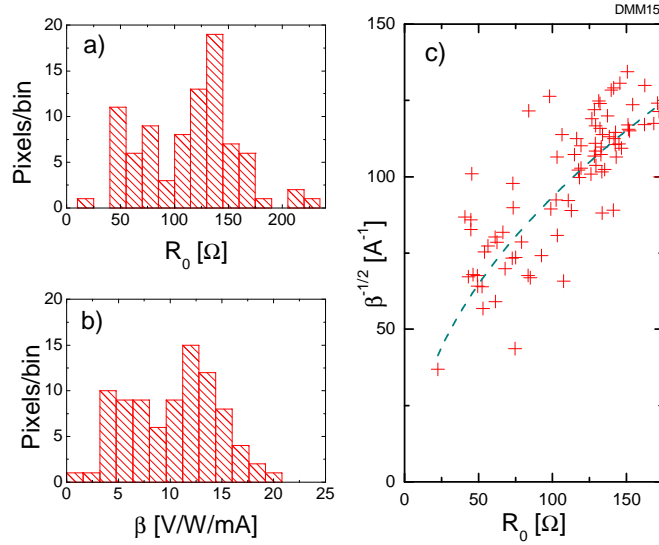 DMM15
a)
Pixels/bin
20
15
10
5
0
0 50 100 150 200
R₀ [Ω]
b)
Pixels/bin
20
15
10
5
0
0 5 10 15 20 25
β [V/W/mA]
c)
β⁻¹/² [A⁻¹]
150
100
50
0
0 50 100 150
R₀ [Ω]